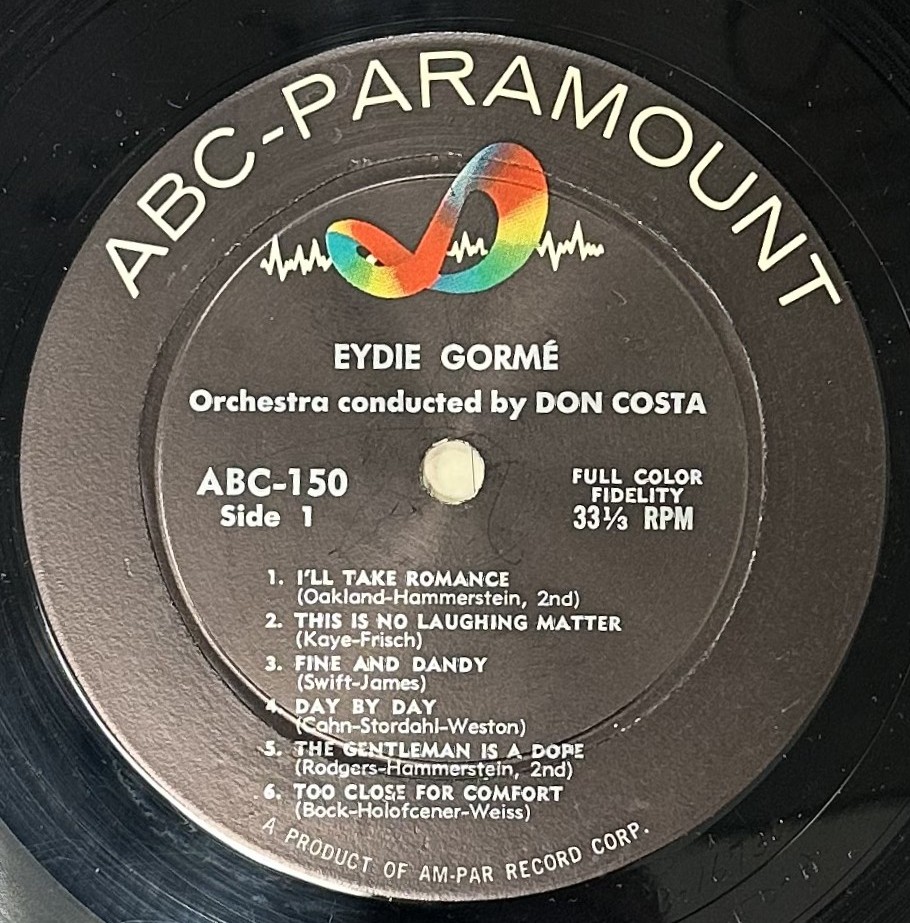 ABC-PARAMOUNT
EYDIE GORMÉ
Orchestra conducted by DON COSTA
ABC-150
Side 1
FULL COLOR
FIDELITY
33⅓ RPM
1. I'LL TAKE ROMANCE
(Oakland-Hammerstein, 2nd)
2. THIS IS NO LAUGHING MATTER
(Kaye-Frisch)
3. FINE AND DANDY
(Swift-James)
4. DAY BY DAY
(Cahn-Stordahl-Weston)
5. THE GENTLEMAN IS A DOPE
(Rodgers-Hammerstein, 2nd)
6. TOO CLOSE FOR COMFORT
(Bock-Holofcener-Weiss)
A PRODUCT OF AM-PAR RECORD CORP.